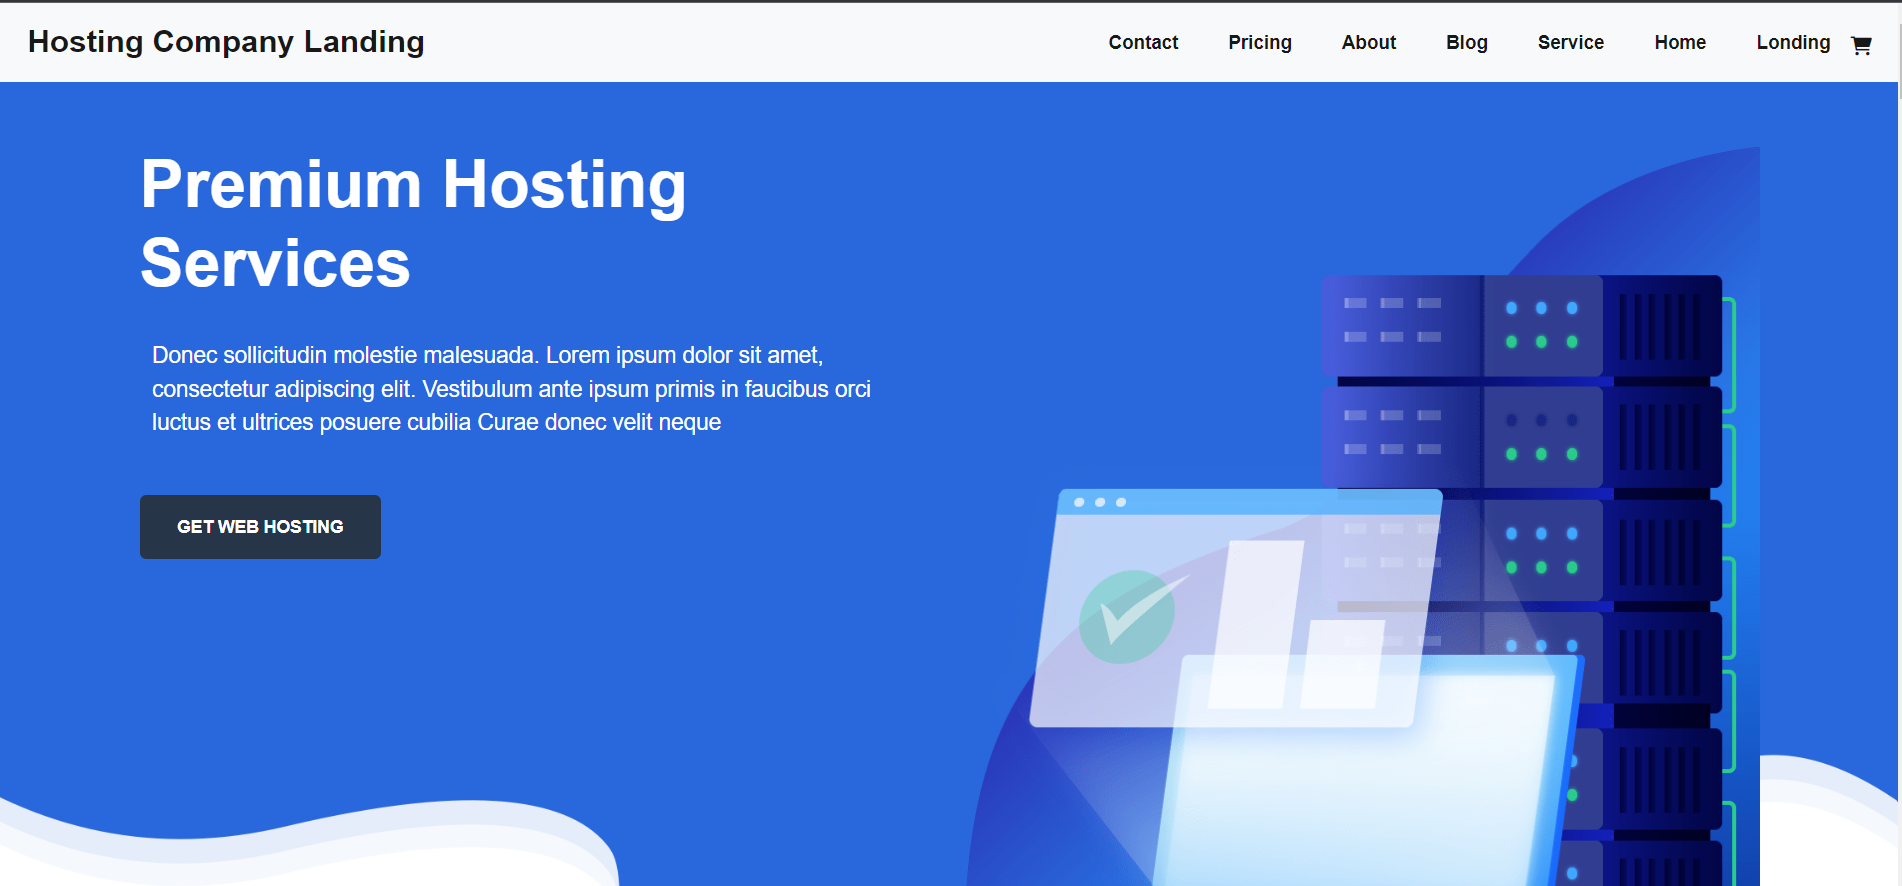 Hosting Company Landing
Contact Pricing About Blog Service Home Londing
Premium Hosting
Services
Donec sollicitudin molestie malesuada. Lorem ipsum dolor sit amet,
consectetur adipiscing elit. Vestibulum ante ipsum primis in faucibus orci
luctus et ultrices posuere cubilia Curae donec velit neque
GET WEB HOSTING